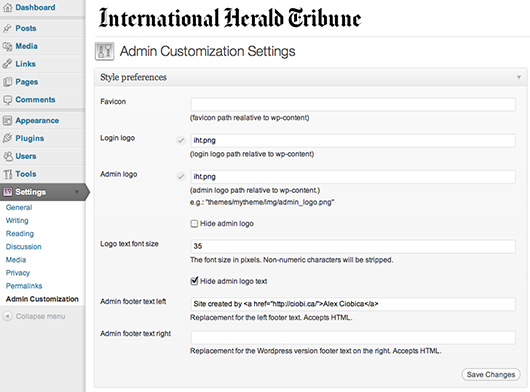 Dashboard
Posts
Media
Links
Pages
Comments
Appearance
Plugins
Users
Tools
Settings
General
Writing
Reading
Discussion
Media
Privacy
Permalinks
Admin Customization
Collapse menu
International Herald Tribune
Admin Customization Settings
Style preferences
Favicon
(favicon path realative to wp-content)
Login logo
iht.png
(login logo path reletive to wp-content)
Admin logo
iht.png
(admin logo path reletive to wp-content.)
e.g.: "themes/mytheme/img/admin_logo.png"
Hide admin logo
Logo text font size
35
The font size in pixels. Non-numeric characters will be stripped.
Hide admin logo text
Admin footer text left
Site created by <a href="http://ciobi.ca/">Alex Ciobica</a>
Replacement for the left footer text. Accepts HTML.
Admin footer text right
Replacement for the Wordpress version footer text on the right. Accepts HTML.
Save Changes